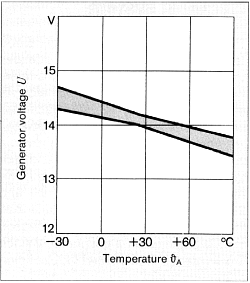 V
15
14
13
12
Generator voltage U
−30 0 +30 +60 °C
Temperature ϑA